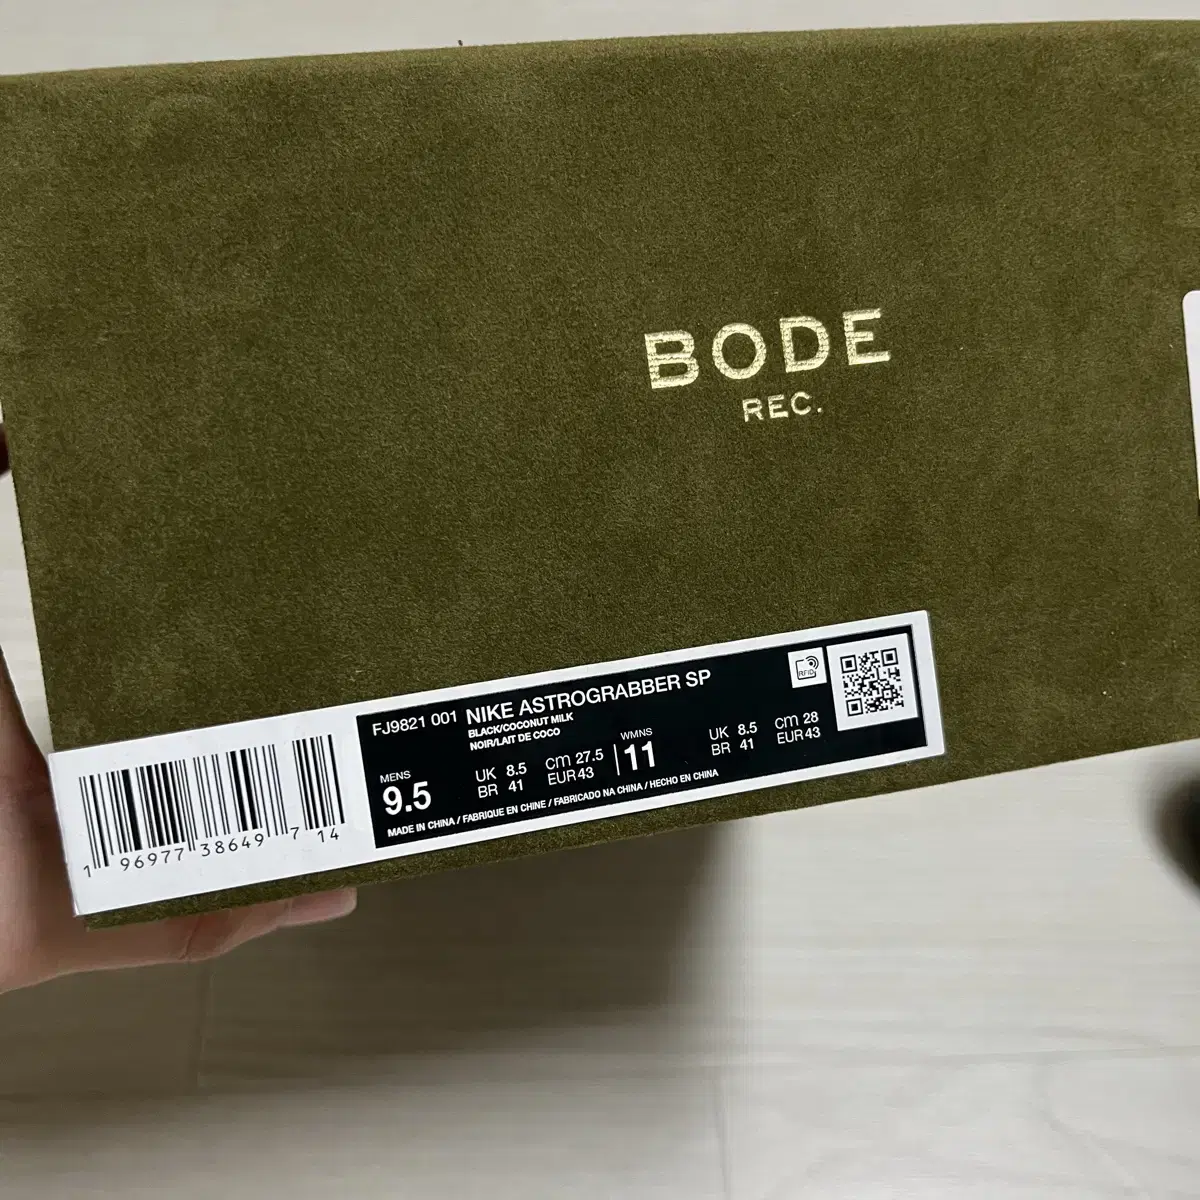 BODE
REC.
FJ9821 001 NIKE ASTROGRABBER SP
BLACK/COCONUT MILK
NOIR/LAIT DE COCO
RFID
MENS
9.5
UK 8.5
BR 41
cm 27.5
EUR 43
WMNS
11
UK 8.5
BR 41
cm 28
EUR 43
MADE IN CHINA / FABRIQUE EN CHINE / FABRICADO NA CHINA / HECHO EN CHINA
1 96977 38649 7 14